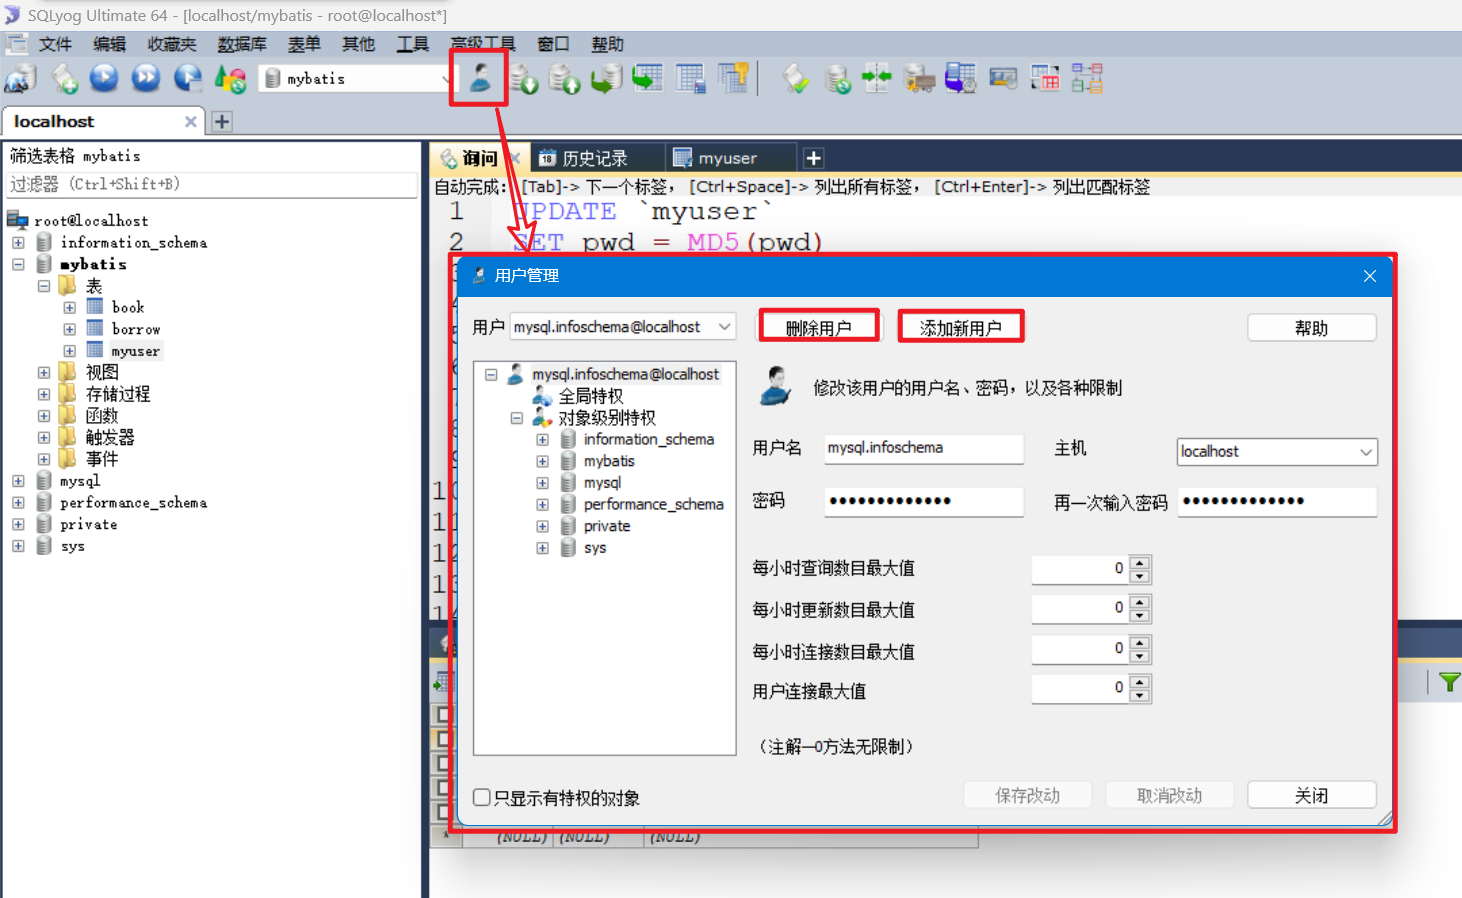 SQLyog Ultimate 64 - [localhost/mybatis - root@localhost*]
文件 编辑 收藏夹 数据库 表单 其他 工具 高级工具 窗口 帮助
mybatis
localhost
筛选表格 mybatis
过滤器 (Ctrl+Shift+B)
root@localhost
information_schema
mybatis
表
book
borrow
myuser
视图
存储过程
函数
触发器
事件
mysql
performance_schema
private
sys
询问 历史记录 myuser
自动完成： [Tab]-> 下一个标签， [Ctrl+Space]-> 列出所有标签， [Ctrl+Enter]-> 列出匹配标签
1 UPDATE `myuser`
2 SET pwd = MD5(pwd)
用户管理
用户 mysql.infoschema@localhost 删除用户 添加新用户 帮助
mysql.infoschema@localhost
全局特权
对象级别特权
information_schema
mybatis
mysql
performance_schema
private
sys
修改该用户的用户名、密码，以及各种限制
用户名 mysql.infoschema 主机 localhost
密码 ●●●●●●●●●●●●● 再一次输入密码 ●●●●●●●●●●●●●
每小时查询数目最大值 0
每小时更新数目最大值 0
每小时连接数目最大值 0
用户连接最大值 0
（注解—0方法无限制）
只显示有特权的对象
保存改动 取消改动 关闭
* (NULL) (NULL) (NULL)